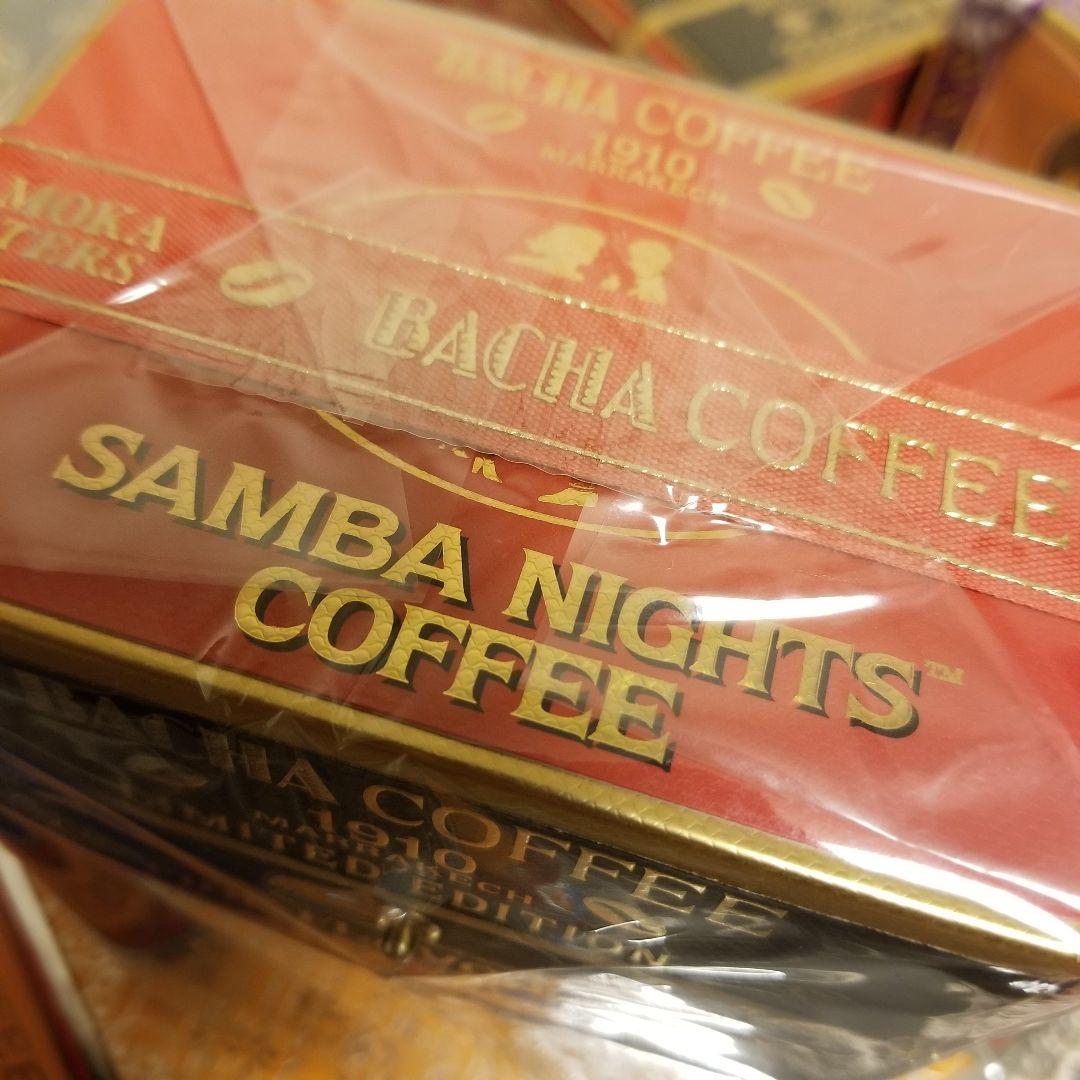 BACHA COFFEE
1910
MARRAKECH
MOKA
TERS
BACHA COFFEE
SAMBA NIGHTS™
COFFEE
BACHA COFFEE
1910
MARRAKECH
LIMITED EDITION